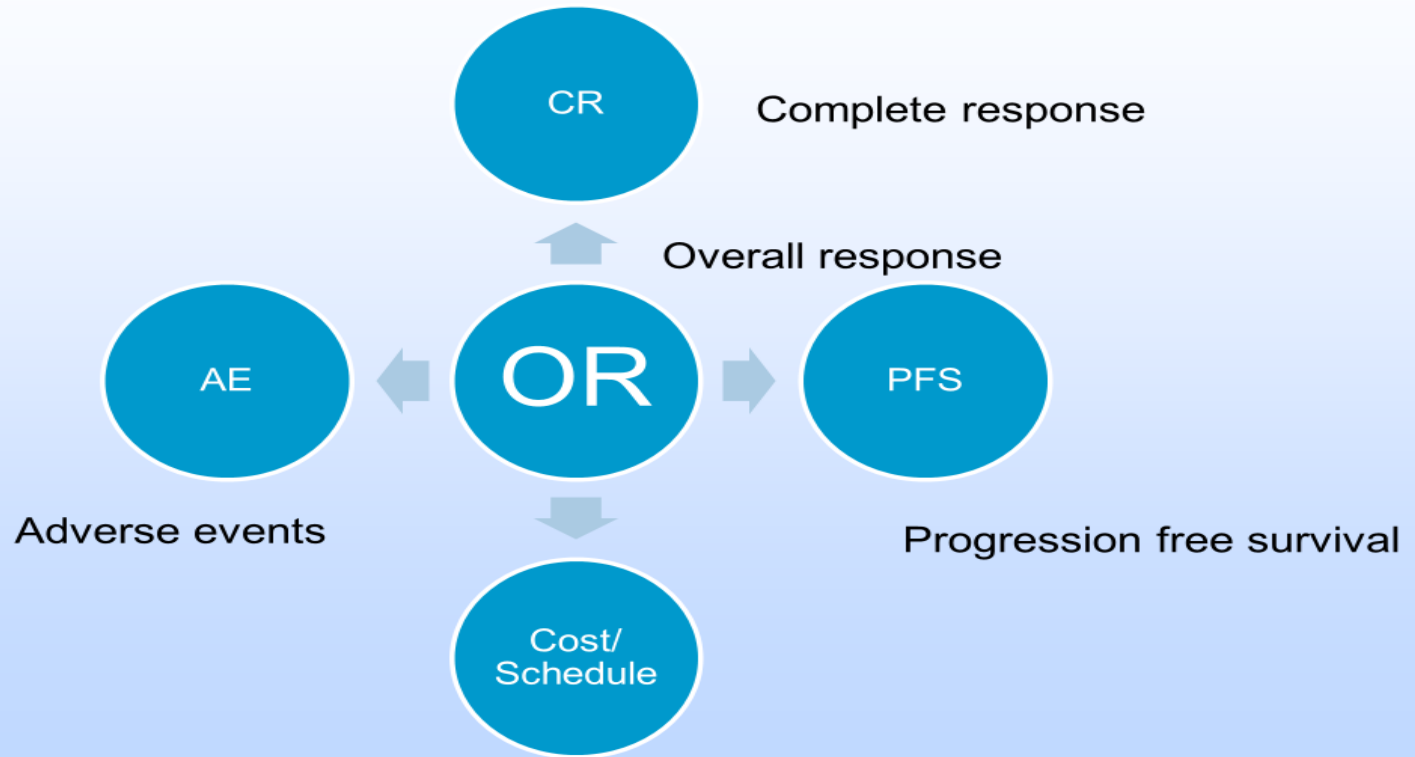 CR
Complete response
Overall response
AE
OR
PFS
Adverse events
Progression free survival
Cost/
Schedule